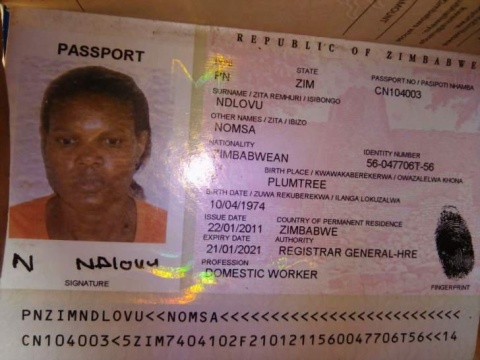 REPUBLIC OF ZIMBABWE
PASSPORT
STATE PASSPORT NO / PASIPOTI NHAMBA
PN ZIM CN104003
SURNAME / ZITA REMHURI / ISIBONGO
NDLOVU
OTHER NAMES / ZITA / IBIZO
NOMSA
NATIONALITY IDENTITY NUMBER
ZIMBABWEAN 56-047706T-56
BIRTH PLACE / KWAWAKABEREKERWA / OWAZALELWA KHONA
PLUMTREE
BIRTH DATE / ZUWA REKUBEREKWA / ILANGA LOKUZALWA
10/04/1974
ISSUE DATE COUNTRY OF PERMANENT RESIDENCE
22/01/2011 ZIMBABWE
EXPIRY DATE AUTHORITY
21/01/2021 REGISTRAR GENERAL-HRE
PROFESSION
DOMESTIC WORKER
N NDLOVU
SIGNATURE
FINGERPRINT
PNZIMNDLOVU<<NOMSA<<<<<<<<<<<<<<<<<<<<<<<<<<
CN104003<5ZIM7404102F2101211560047706T56<<14